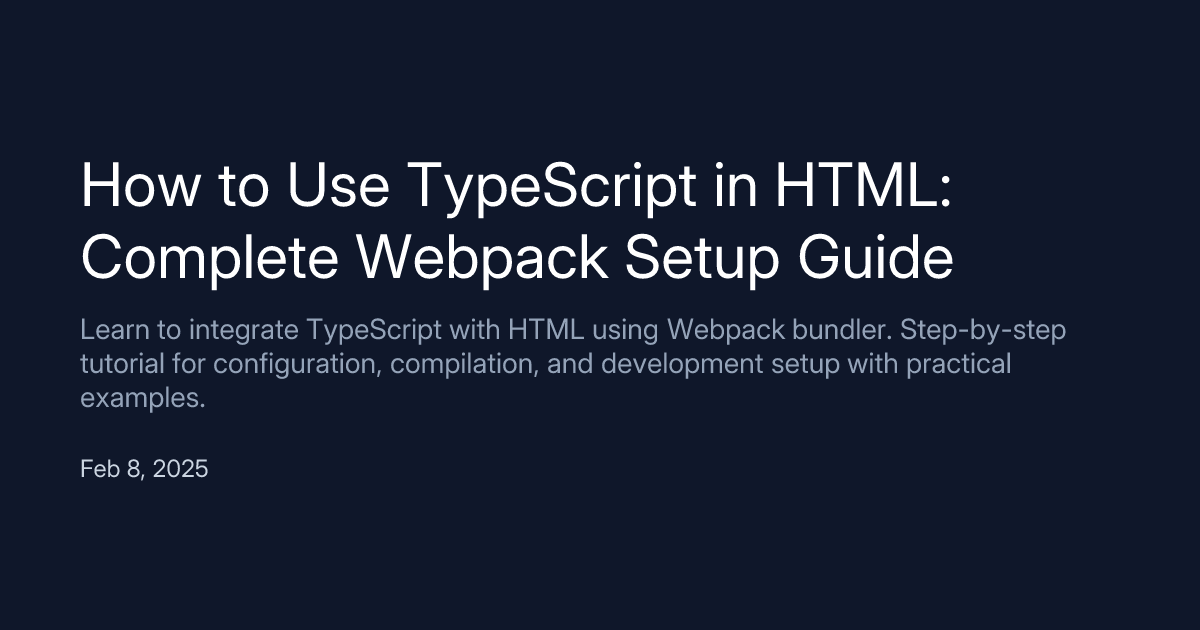 How to Use TypeScript in HTML:
Complete Webpack Setup Guide
Learn to integrate TypeScript with HTML using Webpack bundler. Step-by-step
tutorial for configuration, compilation, and development setup with practical
examples.
Feb 8, 2025